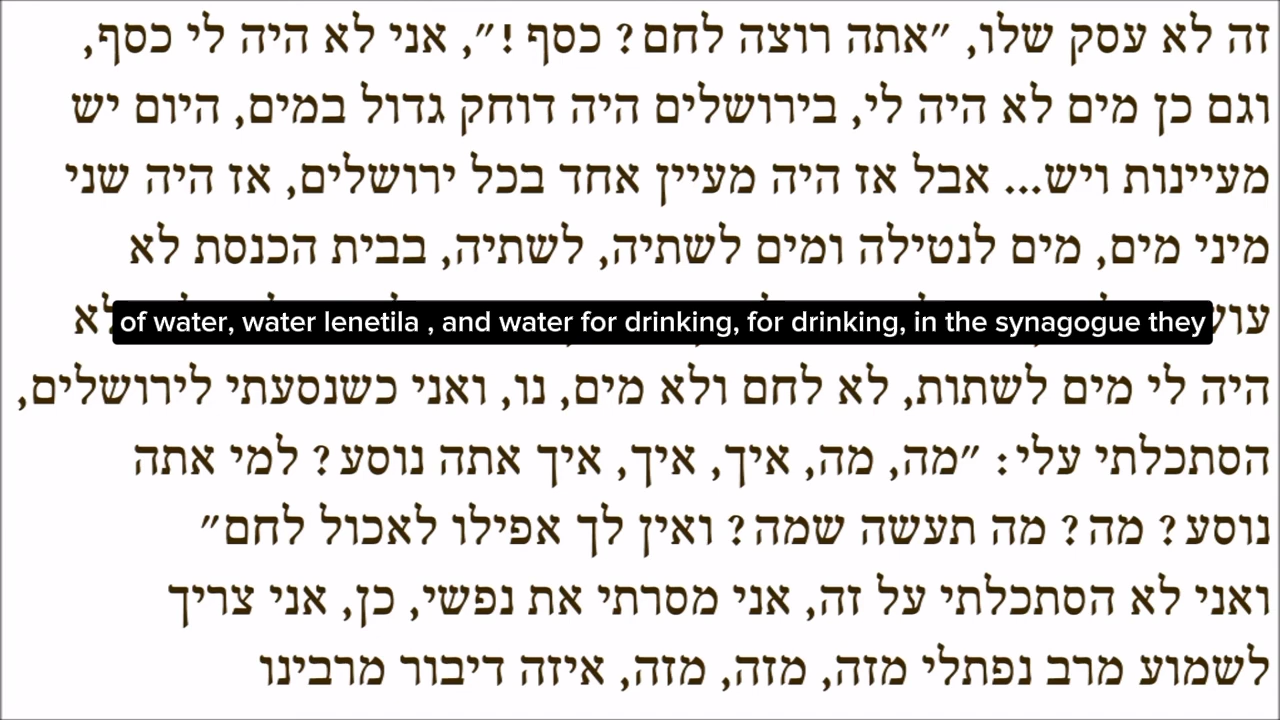 זה לא עסק שלו, "אתה רוצה לחם? כסף!", אני לא היה לי כסף,
וגם כן מים לא היה לי, בירושלים היה דוחק גדול במים, היום יש
מעיינות ויש... אבל אז היה מעיין אחד בכל ירושלים, אז היה שני
מיני מים, מים לנטילה ומים לשתיה, לשתיה, בבית הכנסת לא
of water, water lenetila , and water for drinking, for drinking, in the synagogue they
היה לי מים לשתות, לא לחם ולא מים, נו, ואני כשנסעתי לירושלים,
הסתכלתי עלי: "מה, מה, איך, איך, איך אתה נוסע? למי אתה
נוסע? מה? מה תעשה שמה? ואין לך אפילו לאכול לחם"
ואני לא הסתכלתי על זה, אני מסרתי את נפשי, כן, אני צריך
לשמוע מרב נפתלי מזה, מזה, מזה, איזה דיבור מרבינו